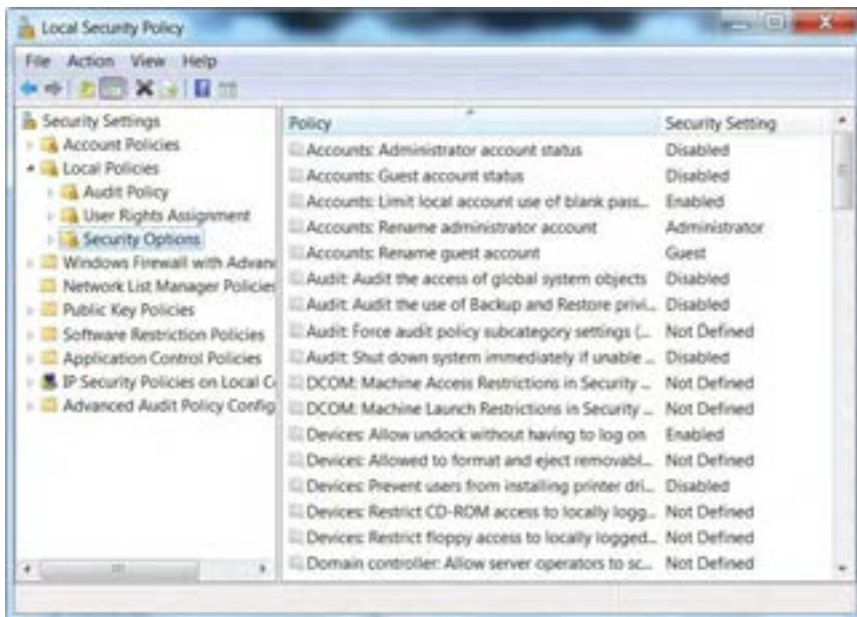 Local Security Policy
File Action View Help
Security Settings
Account Policies
Local Policies
Audit Policy
User Rights Assignment
Security Options
Windows Firewall with Advanc
Network List Manager Policies
Public Key Policies
Software Restriction Policies
Application Control Policies
IP Security Policies on Local C
Advanced Audit Policy Config
Policy Security Setting
Accounts: Administrator account status Disabled
Accounts: Guest account status Disabled
Accounts: Limit local account use of blank pass... Enabled
Accounts: Rename administrator account Administrator
Accounts: Rename guest account Guest
Audit: Audit the access of global system objects Disabled
Audit: Audit the use of Backup and Restore privi... Disabled
Audit: Force audit policy subcategory settings (... Not Defined
Audit: Shut down system immediately if unable ... Disabled
DCOM: Machine Access Restrictions in Security ... Not Defined
DCOM: Machine Launch Restrictions in Security ... Not Defined
Devices: Allow undock without having to log on Enabled
Devices: Allowed to format and eject removabl... Not Defined
Devices: Prevent users from installing printer dri... Disabled
Devices: Restrict CD-ROM access to locally logg... Not Defined
Devices: Restrict floppy access to locally logged... Not Defined
Domain controller: Allow server operators to sc... Not Defined